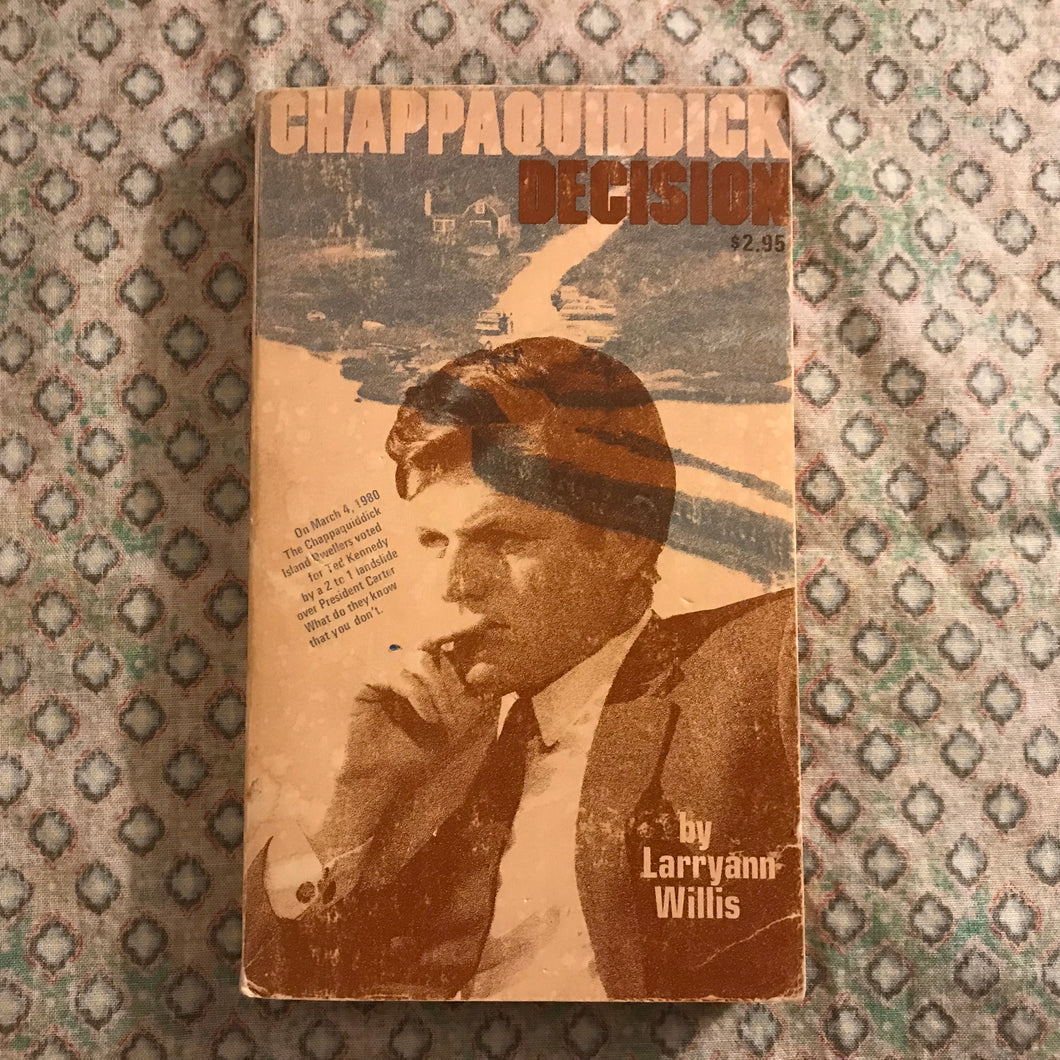 CHAPPAQUIDDICK
DECISION
$2.95
On March 4, 1980
The Chappaquiddick
Island Dwellers voted
for Ted Kennedy
by a 2 to 1 landslide
over President Carter
What do they know
that you don't.
by
Larryann
Willis